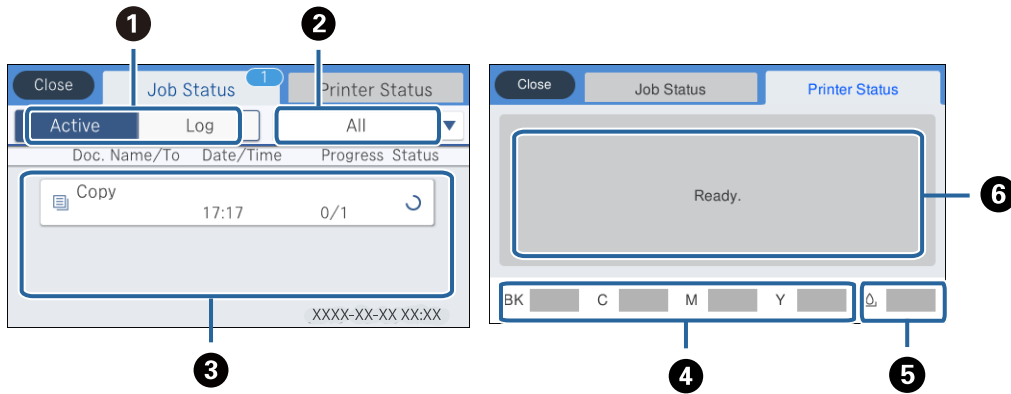 1 2
Close Job Status 1 Printer Status
Active Log All
Doc. Name/To Date/Time Progress Status
Copy
17:17 0/1
XXXX-XX-XX XX:XX
3
Close Job Status Printer Status
Ready.
6
BK C M Y
4 5